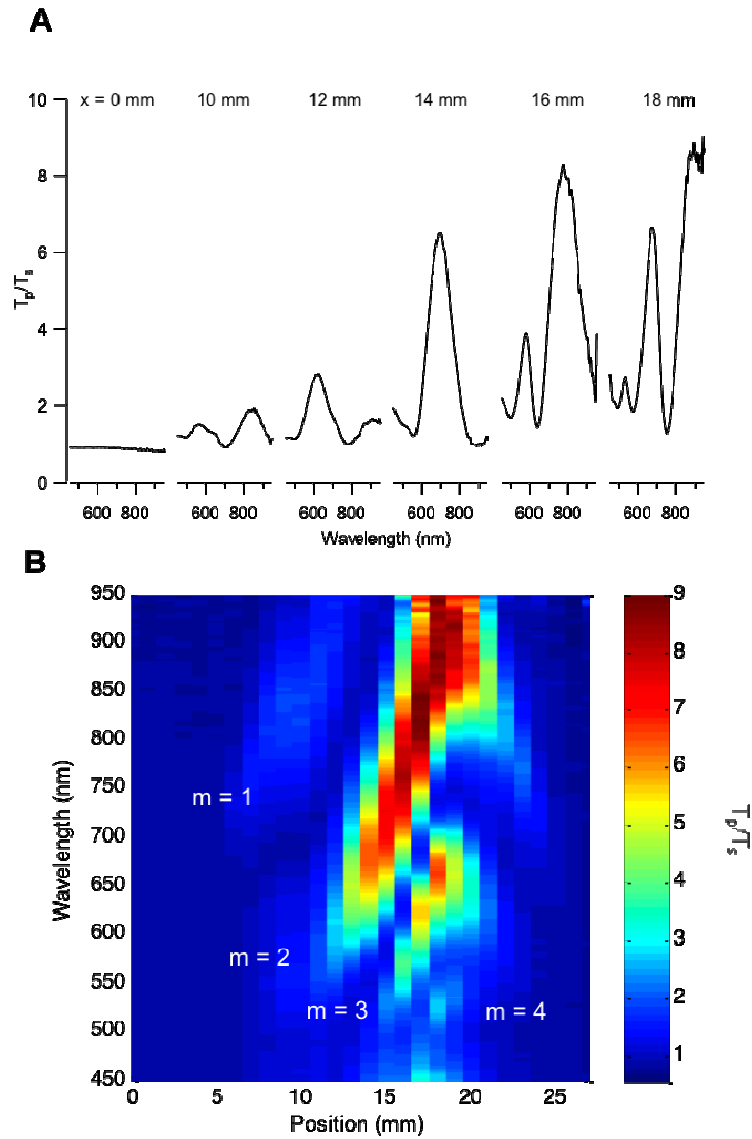 A
x = 0 mm 10 mm 12 mm 14 mm 16 mm 18 mm
10
8
6
4
2
0
Tp/Ts
600 800 600 800 600 800 600 800 600 800 600 800
Wavelength (nm)
B
950
900
850
800
750
700
650
600
550
500
450
Wavelength (nm)
m = 1
m = 2
m = 3
m = 4
0 5 10 15 20 25
Position (mm)
9
8
7
6
5
4
3
2
1
Tp/Ts